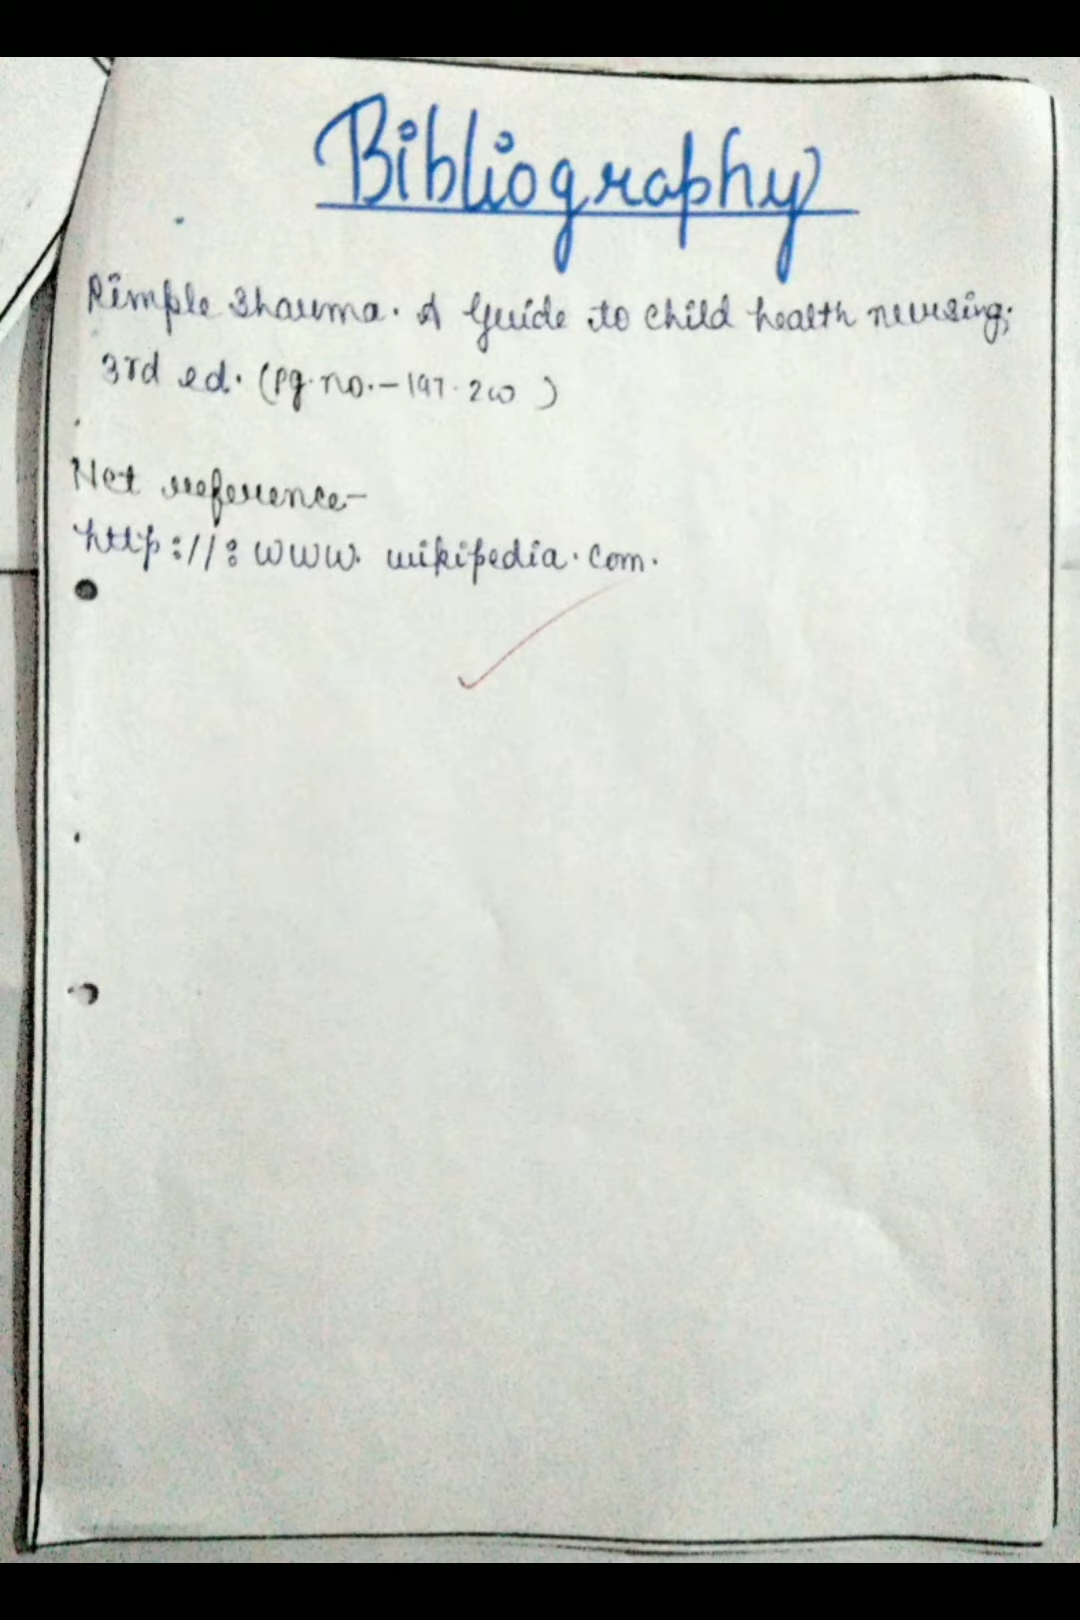 Bibliography
Rimple Sharma. A Guide to child health nursing;
3rd ed. (pg. no. - 197-200)
Net reference-
http://: www. wikipedia.com.